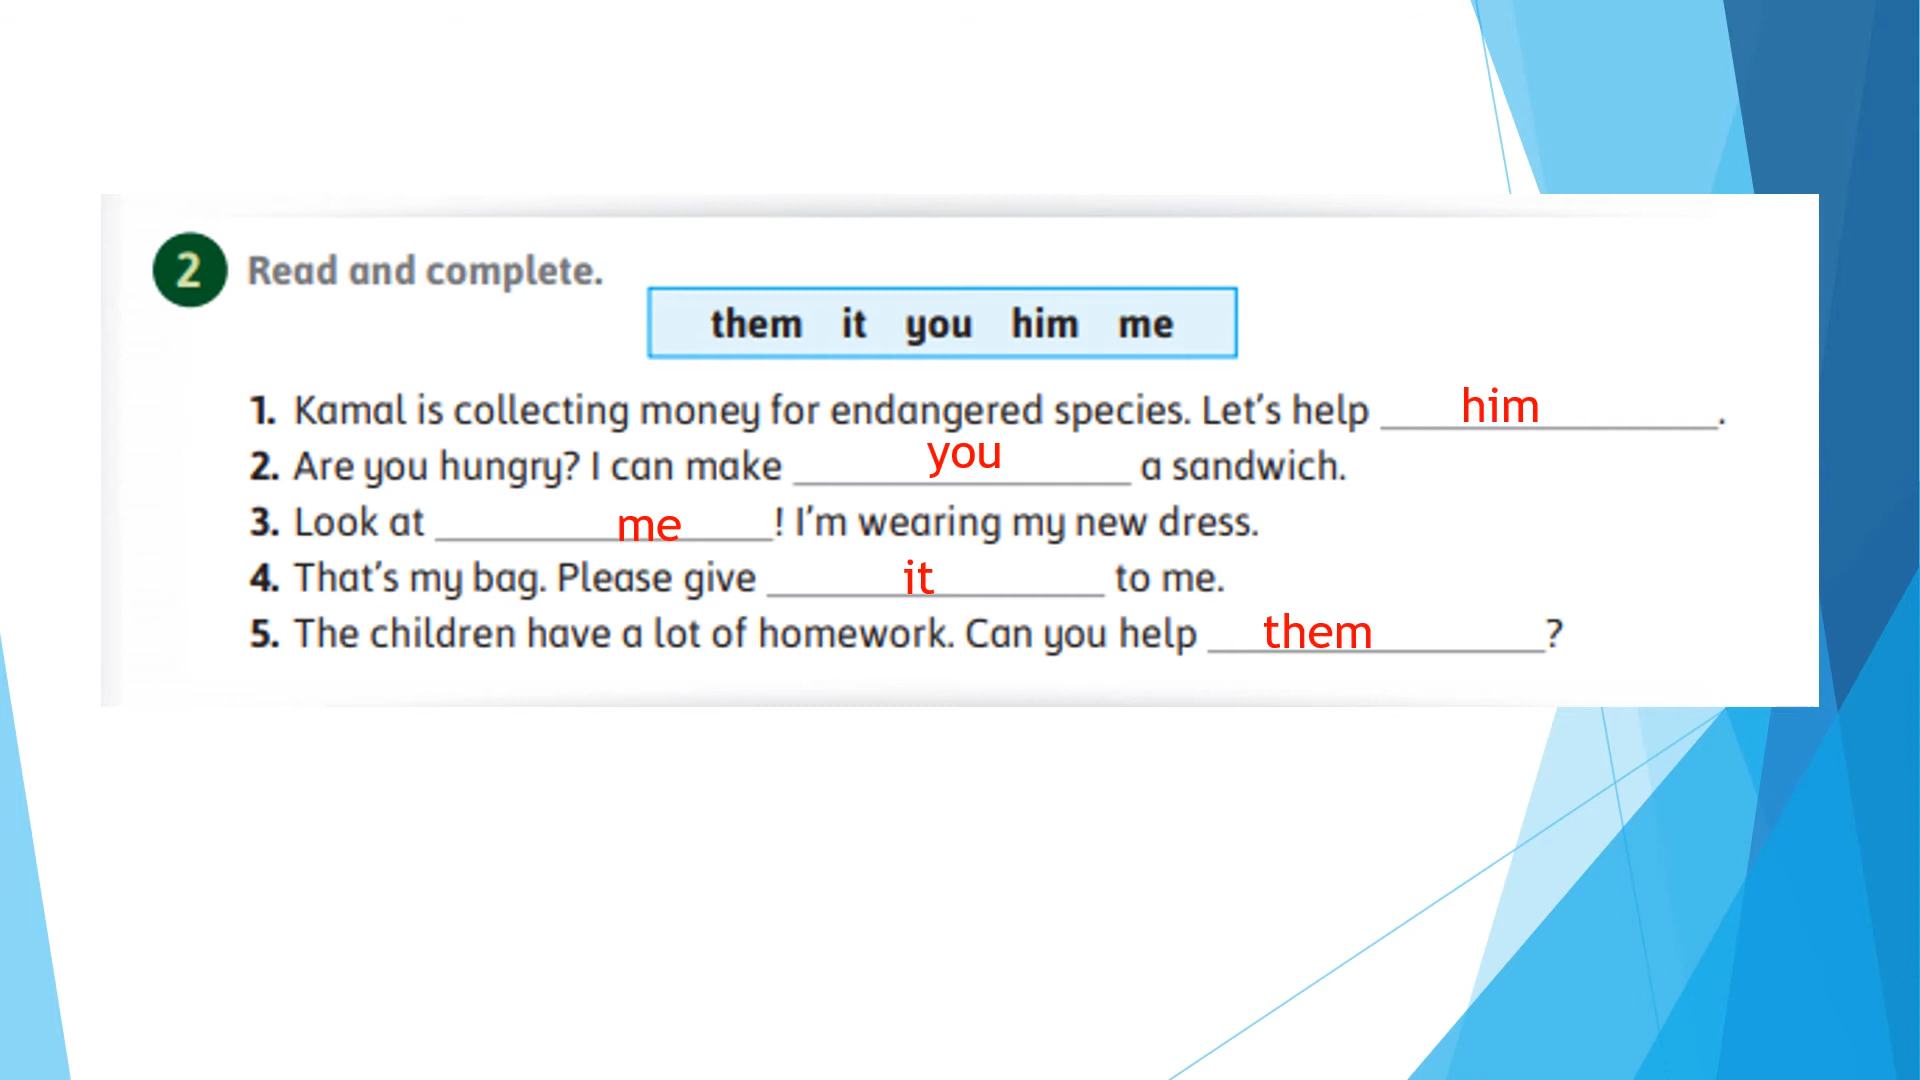 2 Read and complete.
them it you him me
1. Kamal is collecting money for endangered species. Let's help him.
2. Are you hungry? I can make you a sandwich.
3. Look at me! I'm wearing my new dress.
4. That's my bag. Please give it to me.
5. The children have a lot of homework. Can you help them?